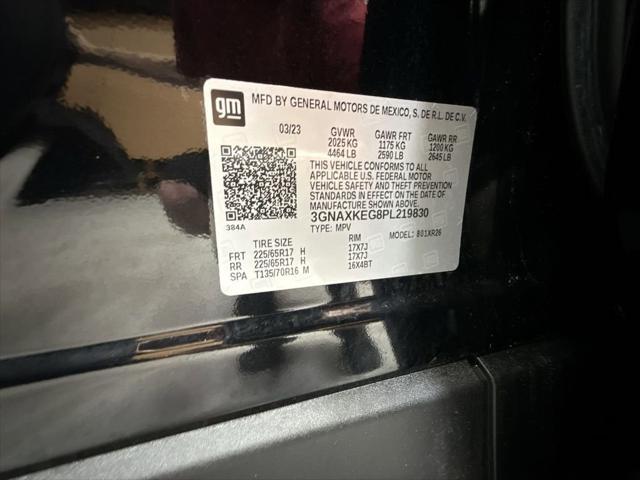 gm
MFD BY GENERAL MOTORS DE MEXICO, S. DE R.L. DE C.V.
03/23 GVWR GAWR FRT GAWR RR
2025 KG 1175 KG 1200 KG
4464 LB 2590 LB 2645 LB
THIS VEHICLE CONFORMS TO ALL
APPLICABLE U.S. FEDERAL MOTOR
VEHICLE SAFETY AND THEFT PREVENTION
STANDARDS IN EFFECT ON THE DATE OF
MANUFACTURE SHOWN ABOVE.
3GNAXKEG8PL219830
384A TYPE: MPV MODEL: 801XR26
TIRE SIZE RIM
FRT 225/65R17 H 17X7J
RR 225/65R17 H 17X7J
SPA T135/70R16 M 16X4BT